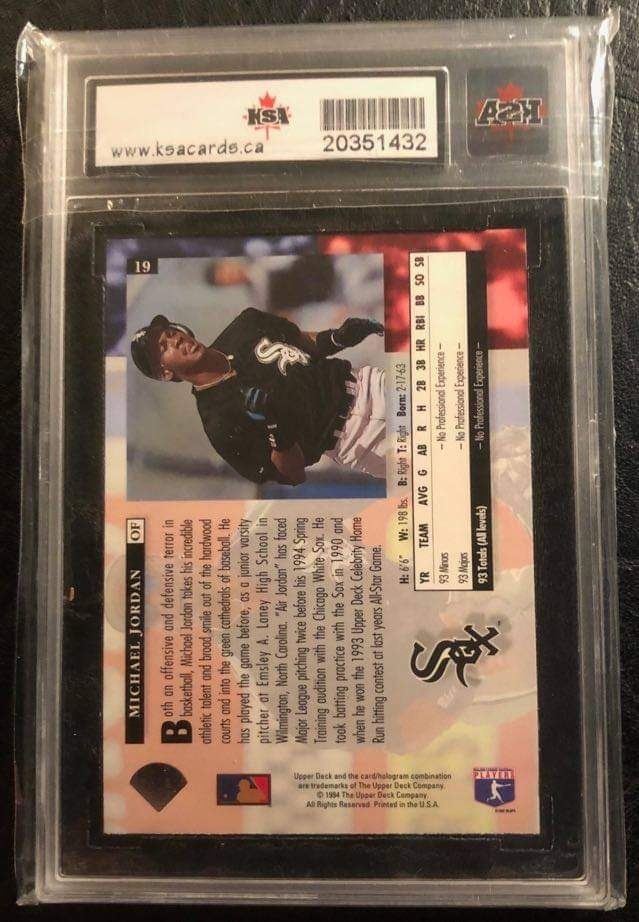 KSA
www.ksacards.ca
20351432
KSA
19
MICHAEL JORDAN OF
Both an offensive and defensive terror in
basketball, Michael Jordan takes his incredible
athletic talent and broad smile out of the hardwood
courts and into the green cathedrals of baseball. He
has played the game before, as a junior varsity
pitcher at Emsley A. Laney High School in
Wilmington, North Carolina. "Air Jordan" has faced
Major League pitching twice before his 1994 Spring
Training audition with the Chicago White Sox. He
took batting practice with the Sox in 1990 and
when he won the 1993 Upper Deck Celebrity Home
Run hitting contest at last years All-Star Game.
H: 6'6" W: 198 lbs. B: Right T: Right Born: 2-17-63
YR TEAM AVG G AB R H 2B 3B HR RBI BB SO SB
93 Minors - No Professional Experience -
93 Majors - No Professional Experience -
93 Totals (All levels) - No Professional Experience -
Sox
Sox
Upper Deck and the card/hologram combination
are trademarks of The Upper Deck Company.
© 1994 The Upper Deck Company.
All Rights Reserved. Printed in the U.S.A.
PLAYERS